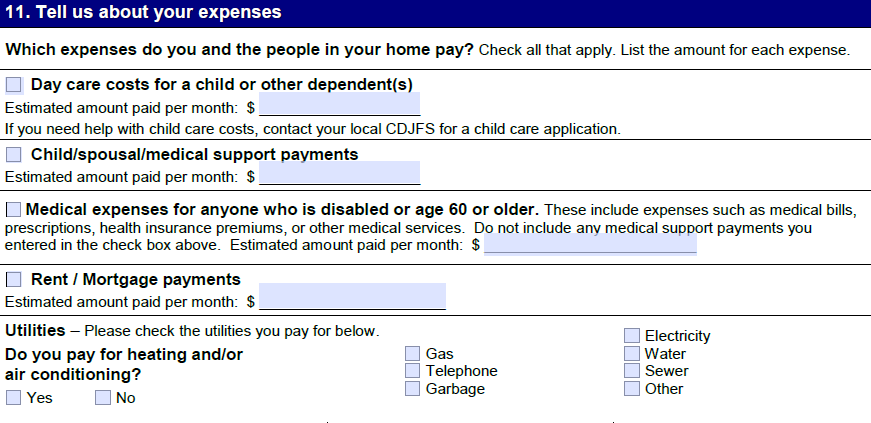 11. Tell us about your expenses
Which expenses do you and the people in your home pay? Check all that apply. List the amount for each expense.
Day care costs for a child or other dependent(s)
Estimated amount paid per month: $
If you need help with child care costs, contact your local CDJFS for a child care application.
Child/spousal/medical support payments
Estimated amount paid per month: $
Medical expenses for anyone who is disabled or age 60 or older. These include expenses such as medical bills,
prescriptions, health insurance premiums, or other medical services. Do not include any medical support payments you
entered in the check box above. Estimated amount paid per month: $
Rent / Mortgage payments
Estimated amount paid per month: $
Utilities – Please check the utilities you pay for below.
Do you pay for heating and/or
air conditioning?
Yes No
Gas
Telephone
Garbage
Electricity
Water
Sewer
Other